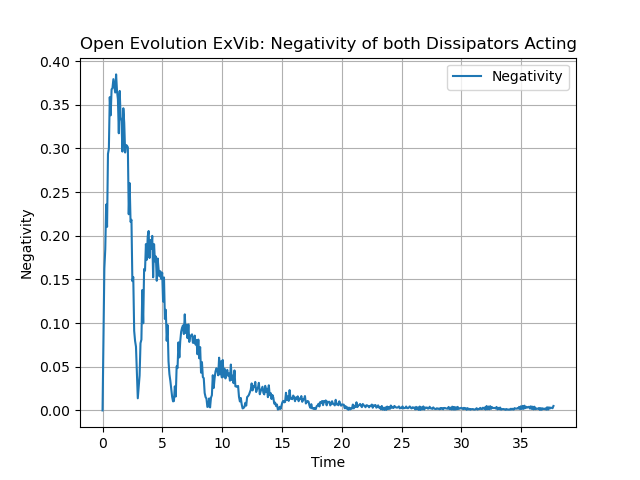 Open Evolution ExVib: Negativity of both Dissipators Acting
Negativity
0.40
0.35
0.30
0.25
0.20
0.15
0.10
0.05
0.00
Negativity
0 5 10 15 20 25 30 35
Time